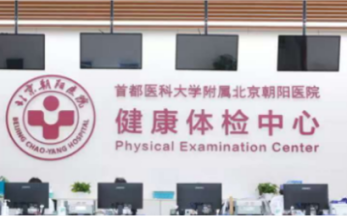 北京朝阳医院
BEIJING CHAO-YANG HOSPITAL
首都医科大学附属北京朝阳医院
健康体检中心
Physical Examination Center